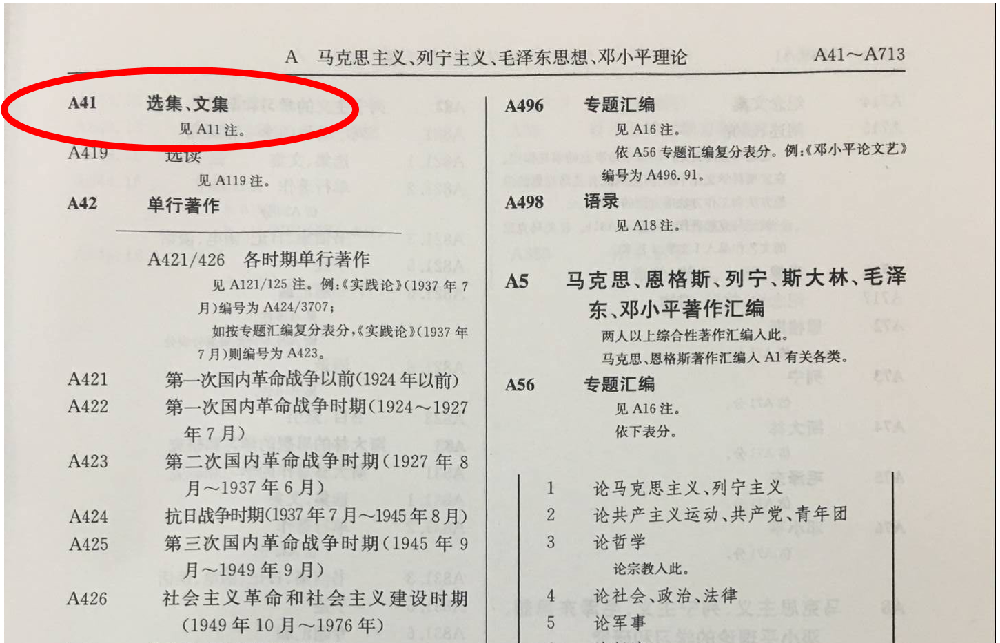 A 马克思主义、列宁主义、毛泽东思想、邓小平理论 A41～A713
A41 选集、文集
见 A11 注。
A419 选读
见 A119 注。
A42 单行著作
A421/426 各时期单行著作
见 A121/125 注。例:《实践论》(1937 年 7
月)编号为 A424/3707;
如按专题汇编复分表分,《实践论》(1937 年
7 月)则编号为 A423。
A421 第一次国内革命战争以前(1924 年以前)
A422 第一次国内革命战争时期(1924～1927
年 7 月)
A423 第二次国内革命战争时期(1927 年 8
月～1937 年 6 月)
A424 抗日战争时期(1937 年 7 月～1945 年 8 月)
A425 第三次国内革命战争时期(1945 年 9
月～1949 年 9 月)
A426 社会主义革命和社会主义建设时期
(1949 年 10 月～1976 年)
A496 专题汇编
见 A16 注。
依 A56 专题汇编复分表分。例:《邓小平论文艺》
编号为 A496.91。
A498 语录
见 A18 注。
A5 马克思、恩格斯、列宁、斯大林、毛泽
东、邓小平著作汇编
两人以上综合性著作汇编入此。
马克思、恩格斯著作汇编入 A1 有关各类。
A56 专题汇编
见 A16 注。
依下表分。
1 论马克思主义、列宁主义
2 论共产主义运动、共产党、青年团
3 论哲学
论宗教入此。
4 论社会、政治、法律
5 论军事